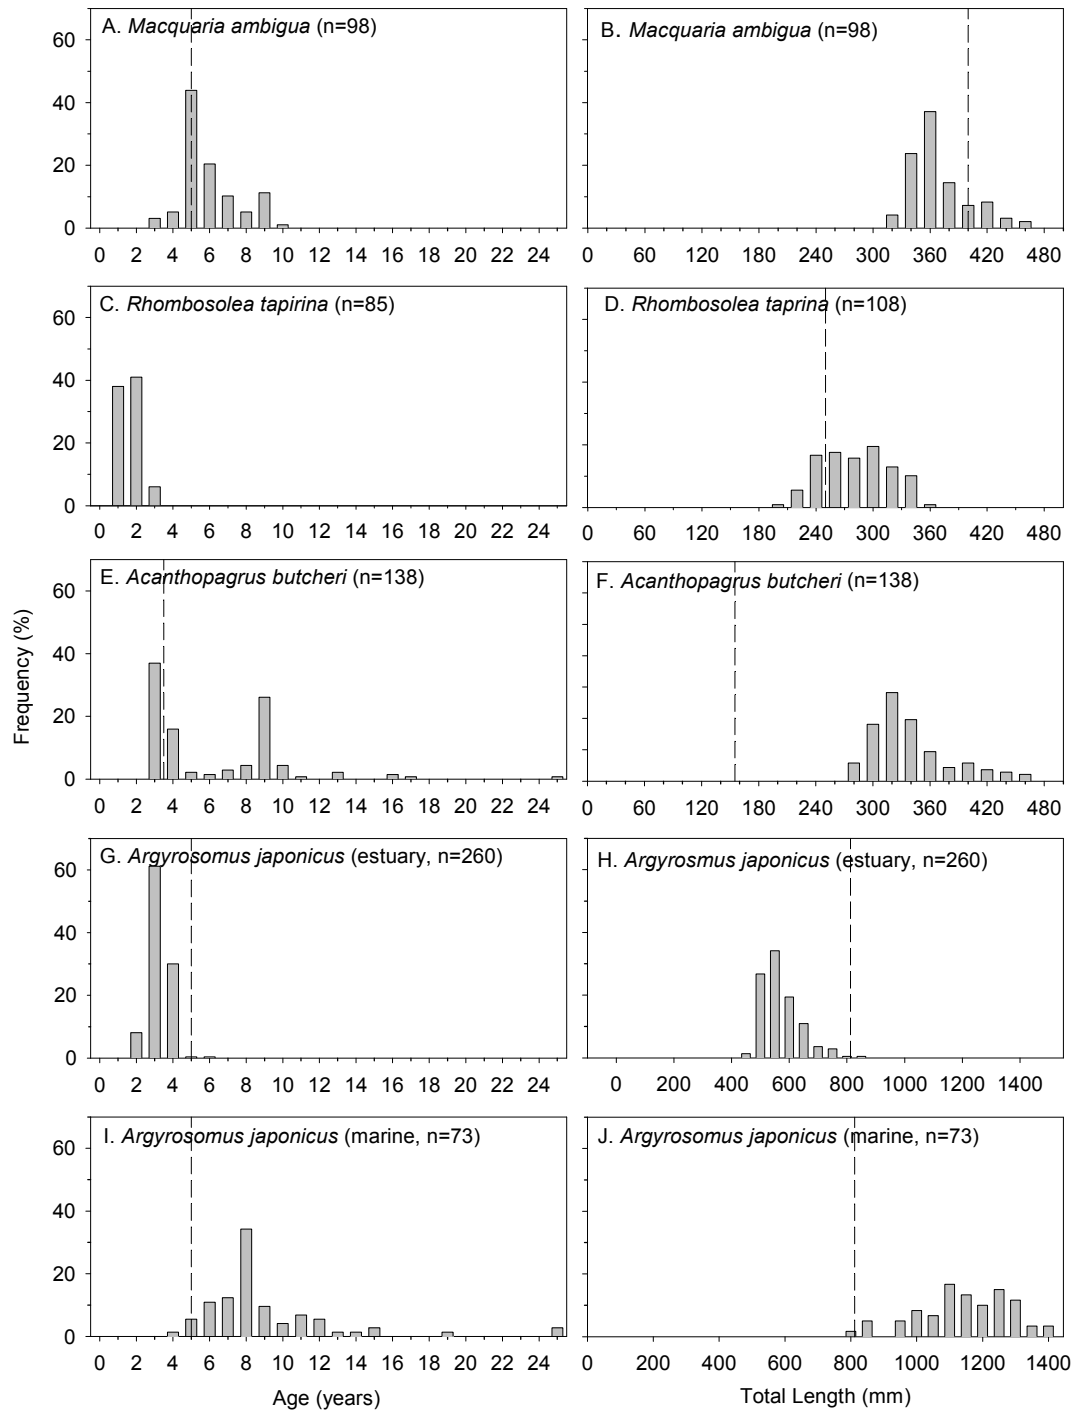 A. Macquaria ambigua (n=98)
60
40
20
0
0 2 4 6 8 10 12 14 16 18 20 22 24
B. Macquaria ambigua (n=98)
0 60 120 180 240 300 360 420 480
C. Rhombosolea tapirina (n=85)
60
40
20
0
0 2 4 6 8 10 12 14 16 18 20 22 24
D. Rhombosolea taprina (n=108)
0 60 120 180 240 300 360 420 480
E. Acanthopagrus butcheri (n=138)
60
40
20
0
0 2 4 6 8 10 12 14 16 18 20 22 24
F. Acanthopagrus butcheri (n=138)
0 60 120 180 240 300 360 420 480
Frequency (%)
G. Argyrosomus japonicus (estuary, n=260)
60
40
20
0
0 2 4 6 8 10 12 14 16 18 20 22 24
H. Argyrosmus japonicus (estuary, n=260)
0 200 400 600 800 1000 1200 1400
I. Argyrosomus japonicus (marine, n=73)
60
40
20
0
0 2 4 6 8 10 12 14 16 18 20 22 24
Age (years)
J. Argyrosomus japonicus (marine, n=73)
0 200 400 600 800 1000 1200 1400
Total Length (mm)